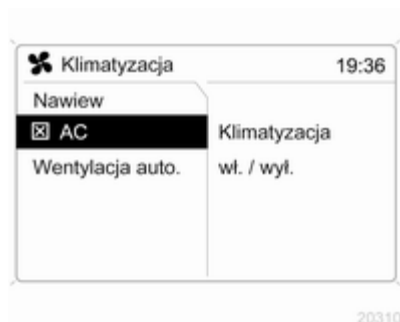 Klimatyzacja 19:36
Nawiew
AC Klimatyzacja
Wentylacja auto. wł. / wył.
20310